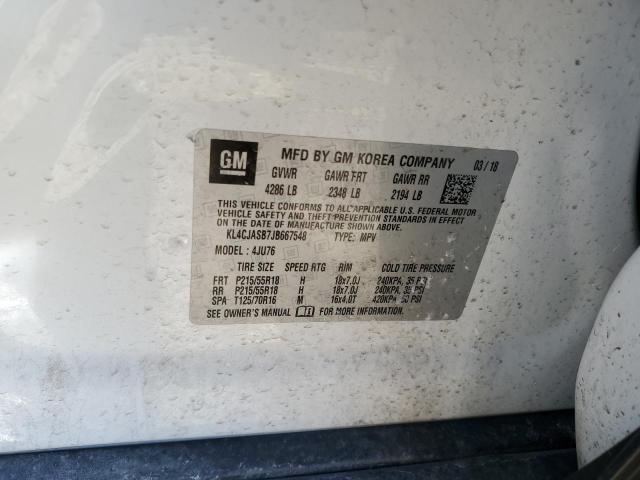 GM MFD BY GM KOREA COMPANY 03/18
GVWR GAWR FRT GAWR RR
4286 LB 2348 LB 2194 LB
THIS VEHICLE CONFORMS TO ALL APPLICABLE U.S. FEDERAL MOTOR
VEHICLE SAFETY AND THEFT PREVENTION STANDARDS IN EFFECT ON
THE DATE OF MANUFACTURE SHOWN ABOVE.
KL4CJASB7JB667548 TYPE: MPV
MODEL: 4JU76
TIRE SIZE SPEED RTG RIM COLD TIRE PRESSURE
FRT P215/55R18 H 18x7.0J 240KPA, 35 PSI
RR P215/55R18 H 18x7.0J 240KPA, 35 PSI
SPA T125/70R16 M 16x4.0T 420KPA, 60 PSI
SEE OWNER'S MANUAL FOR MORE INFORMATION.